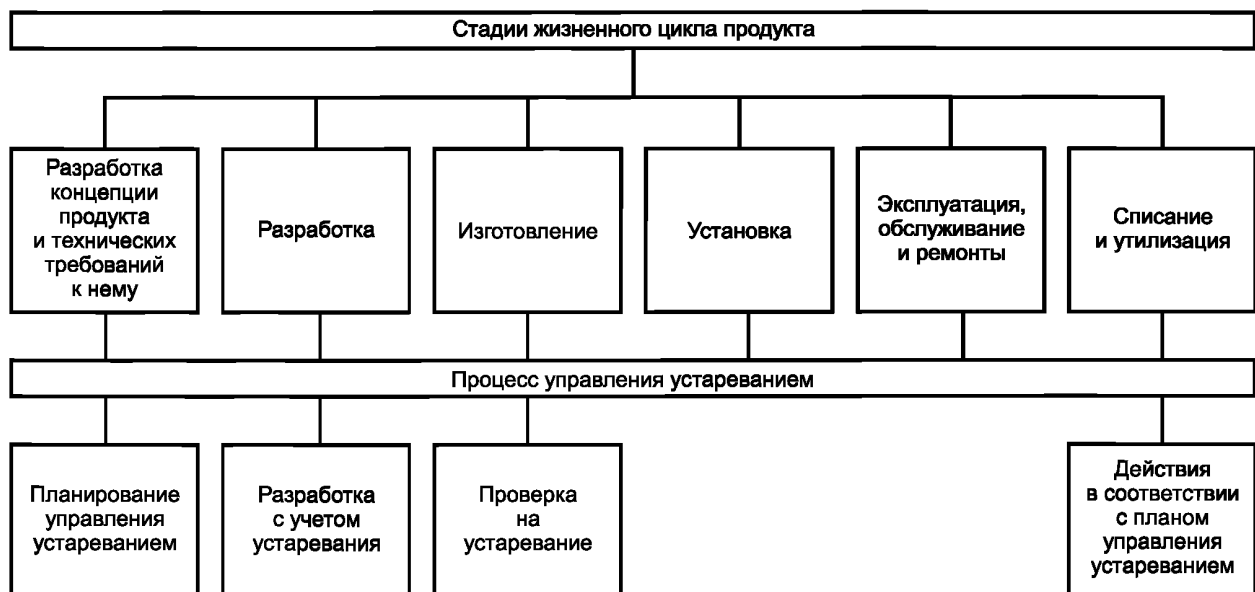 Стадии жизненного цикла продукта
Разработка
концепции
продукта
и технических
требований
к нему
Разработка
Изготовление
Установка
Эксплуатация,
обслуживание
и ремонты
Списание
и утилизация
Процесс управления устареванием
Планирование
управления
устареванием
Разработка
с учетом
устаревания
Проверка
на
устаревание
Действия
в соответствии
с планом
управления
устареванием